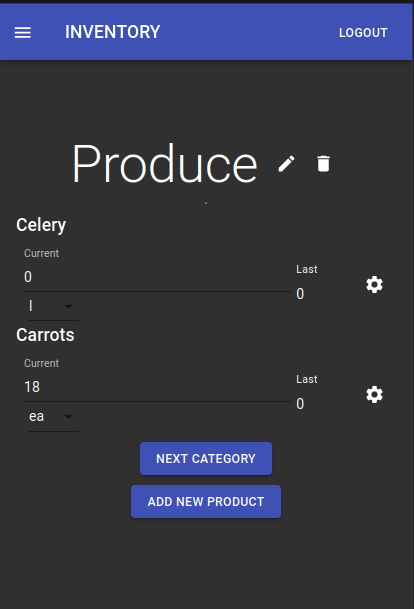 INVENTORY LOGOUT
Produce
Celery
Current
0
Last
0
l
Carrots
Current
18
Last
0
ea
NEXT CATEGORY
ADD NEW PRODUCT